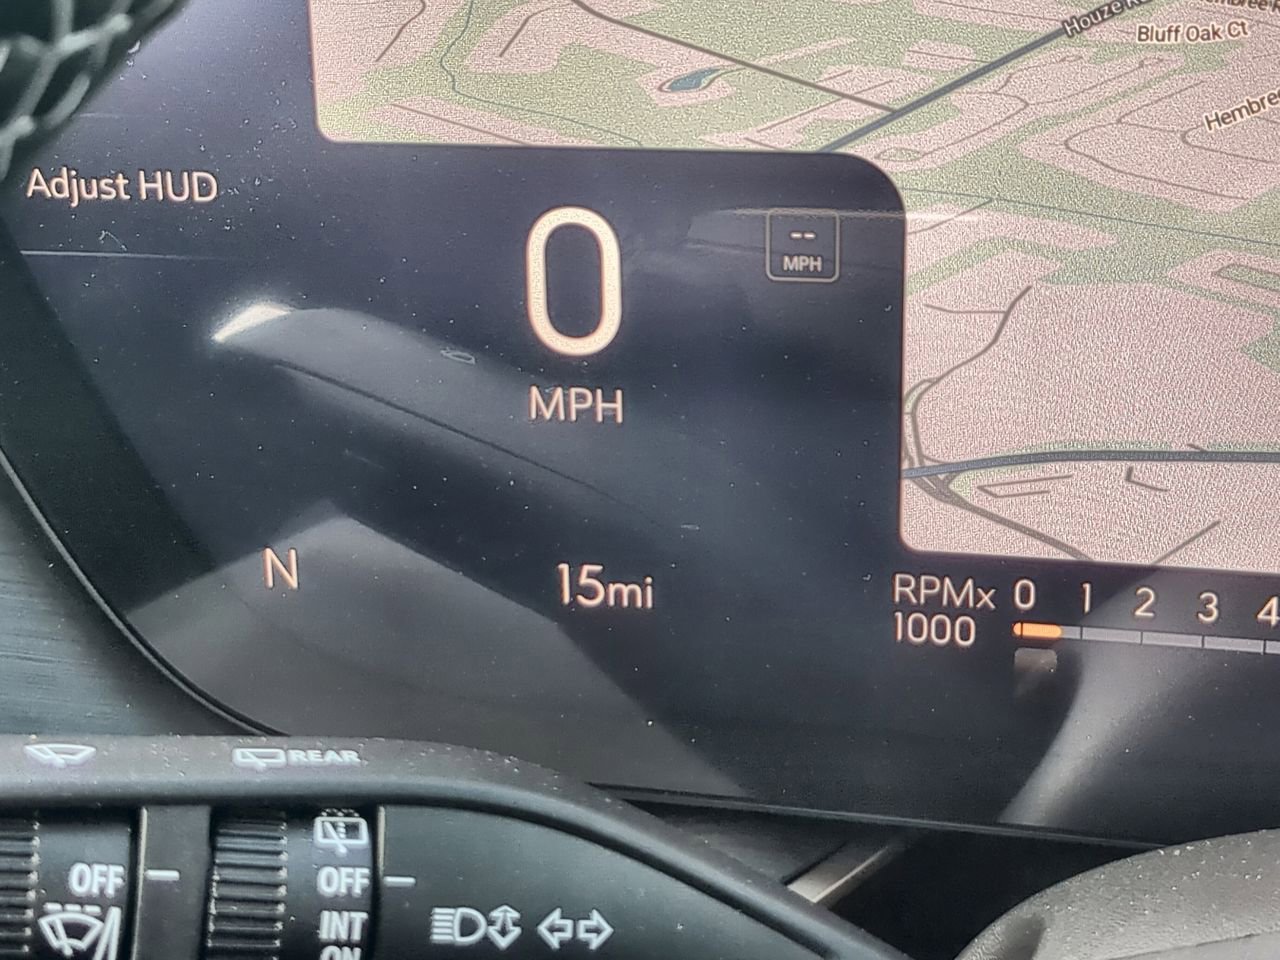 Bluff Oak Ct
Adjust HUD
0
MPH
--
MPH
N
15mi
RPMx 0 1 2 3 4
1000
REAR
OFF
OFF
INT